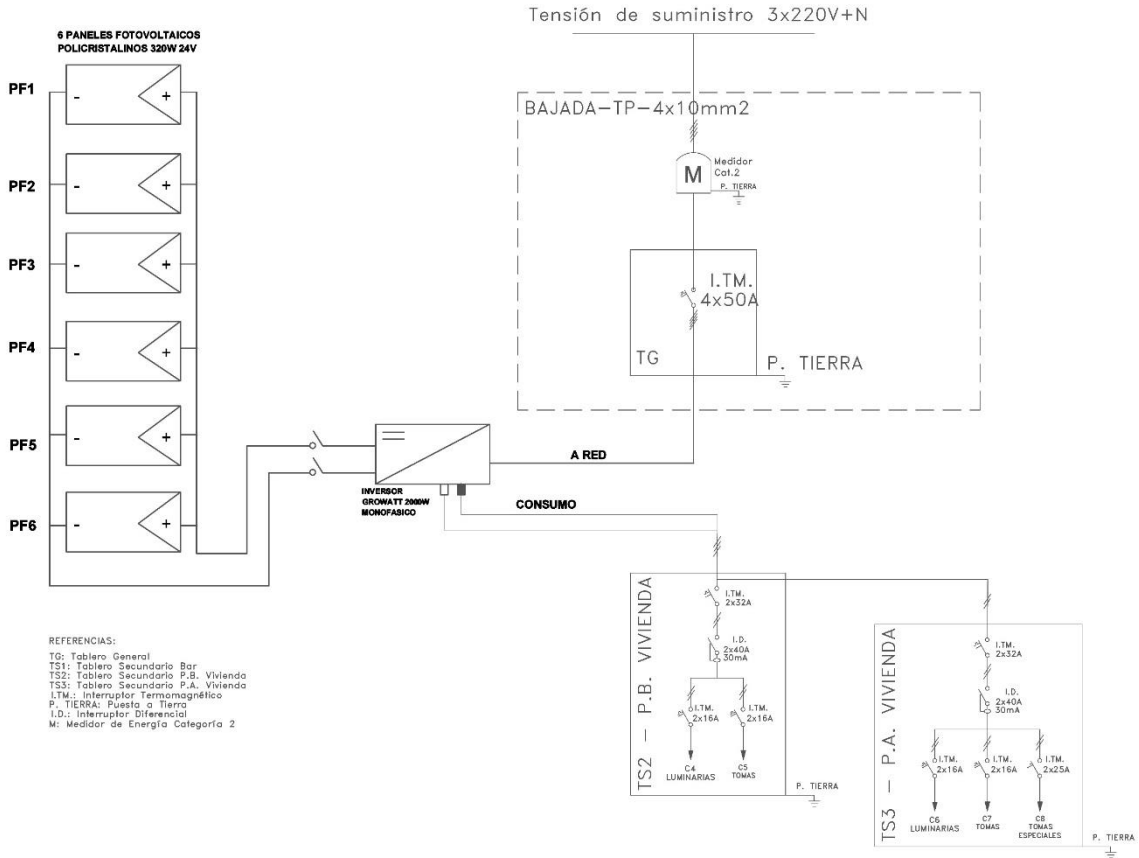 Tensión de suministro 3x220V+N
6 PANELES FOTOVOLTAICOS
POLICRISTALINOS 320W 24V
PF1
-
+
PF2
-
+
PF3
-
+
PF4
-
+
PF5
-
+
PF6
-
+
BAJADA-TP-4x10mm2
M
Medidor
Cat.2
P. TIERRA
I.TM.
4x50A
TG
P. TIERRA
A RED
INVERSOR
GROWATT 2000W
MONOFASICO
CONSUMO
TS2 - P.B. VIVIENDA
I.TM.
2x32A
I.D.
2x40A
30mA
I.TM.
2x16A
I.TM.
2x16A
C4
LUMINARIAS
C5
TOMAS
P. TIERRA
TS3 - P.A. VIVIENDA
I.TM.
2x32A
I.D.
2x40A
30mA
I.TM.
2x16A
I.TM.
2x16A
I.TM.
2x25A
C6
LUMINARIAS
C7
TOMAS
C8
TOMAS
ESPECIALES
P. TIERRA
REFERENCIAS:
TG: Tablero General
TS1: Tablero Secundario Bar
TS2: Tablero Secundario P.B. Vivienda
TS3: Tablero Secundario P.A. Vivienda
I.TM.: Interruptor Termomagnético
P. TIERRA: Puesta a Tierra
I.D.: Interruptor Diferencial
M: Medidor de Energía Categoría 2